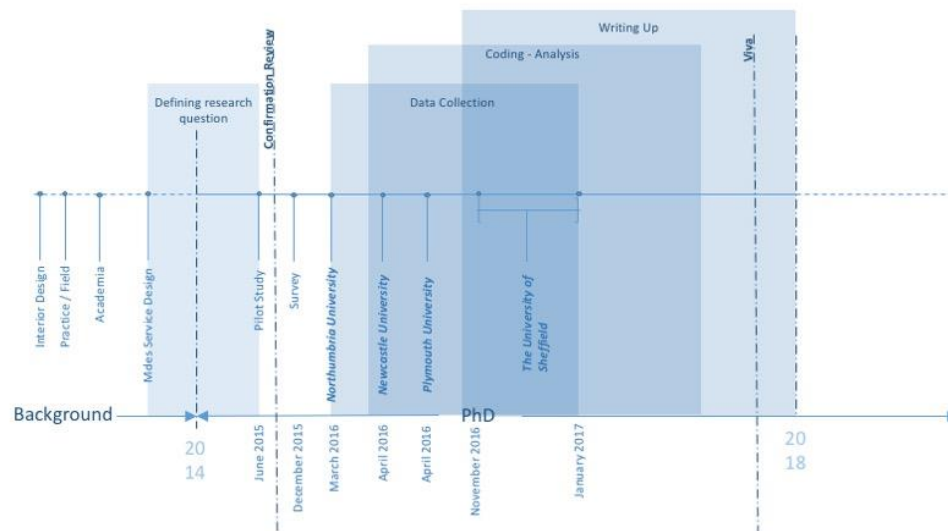 Writing Up
Coding - Analysis
Defining research
question
Data Collection
Confirmation Review
Viva
Interior Design
Practice / Field
Academia
Mdes Service Design
Pilot Study
Survey
Northumbria University
Newcastle University
Plymouth University
The University of
Sheffield
Background
PhD
20
14
June 2015
December 2015
March 2016
April 2016
April 2016
November 2016
January 2017
20
18